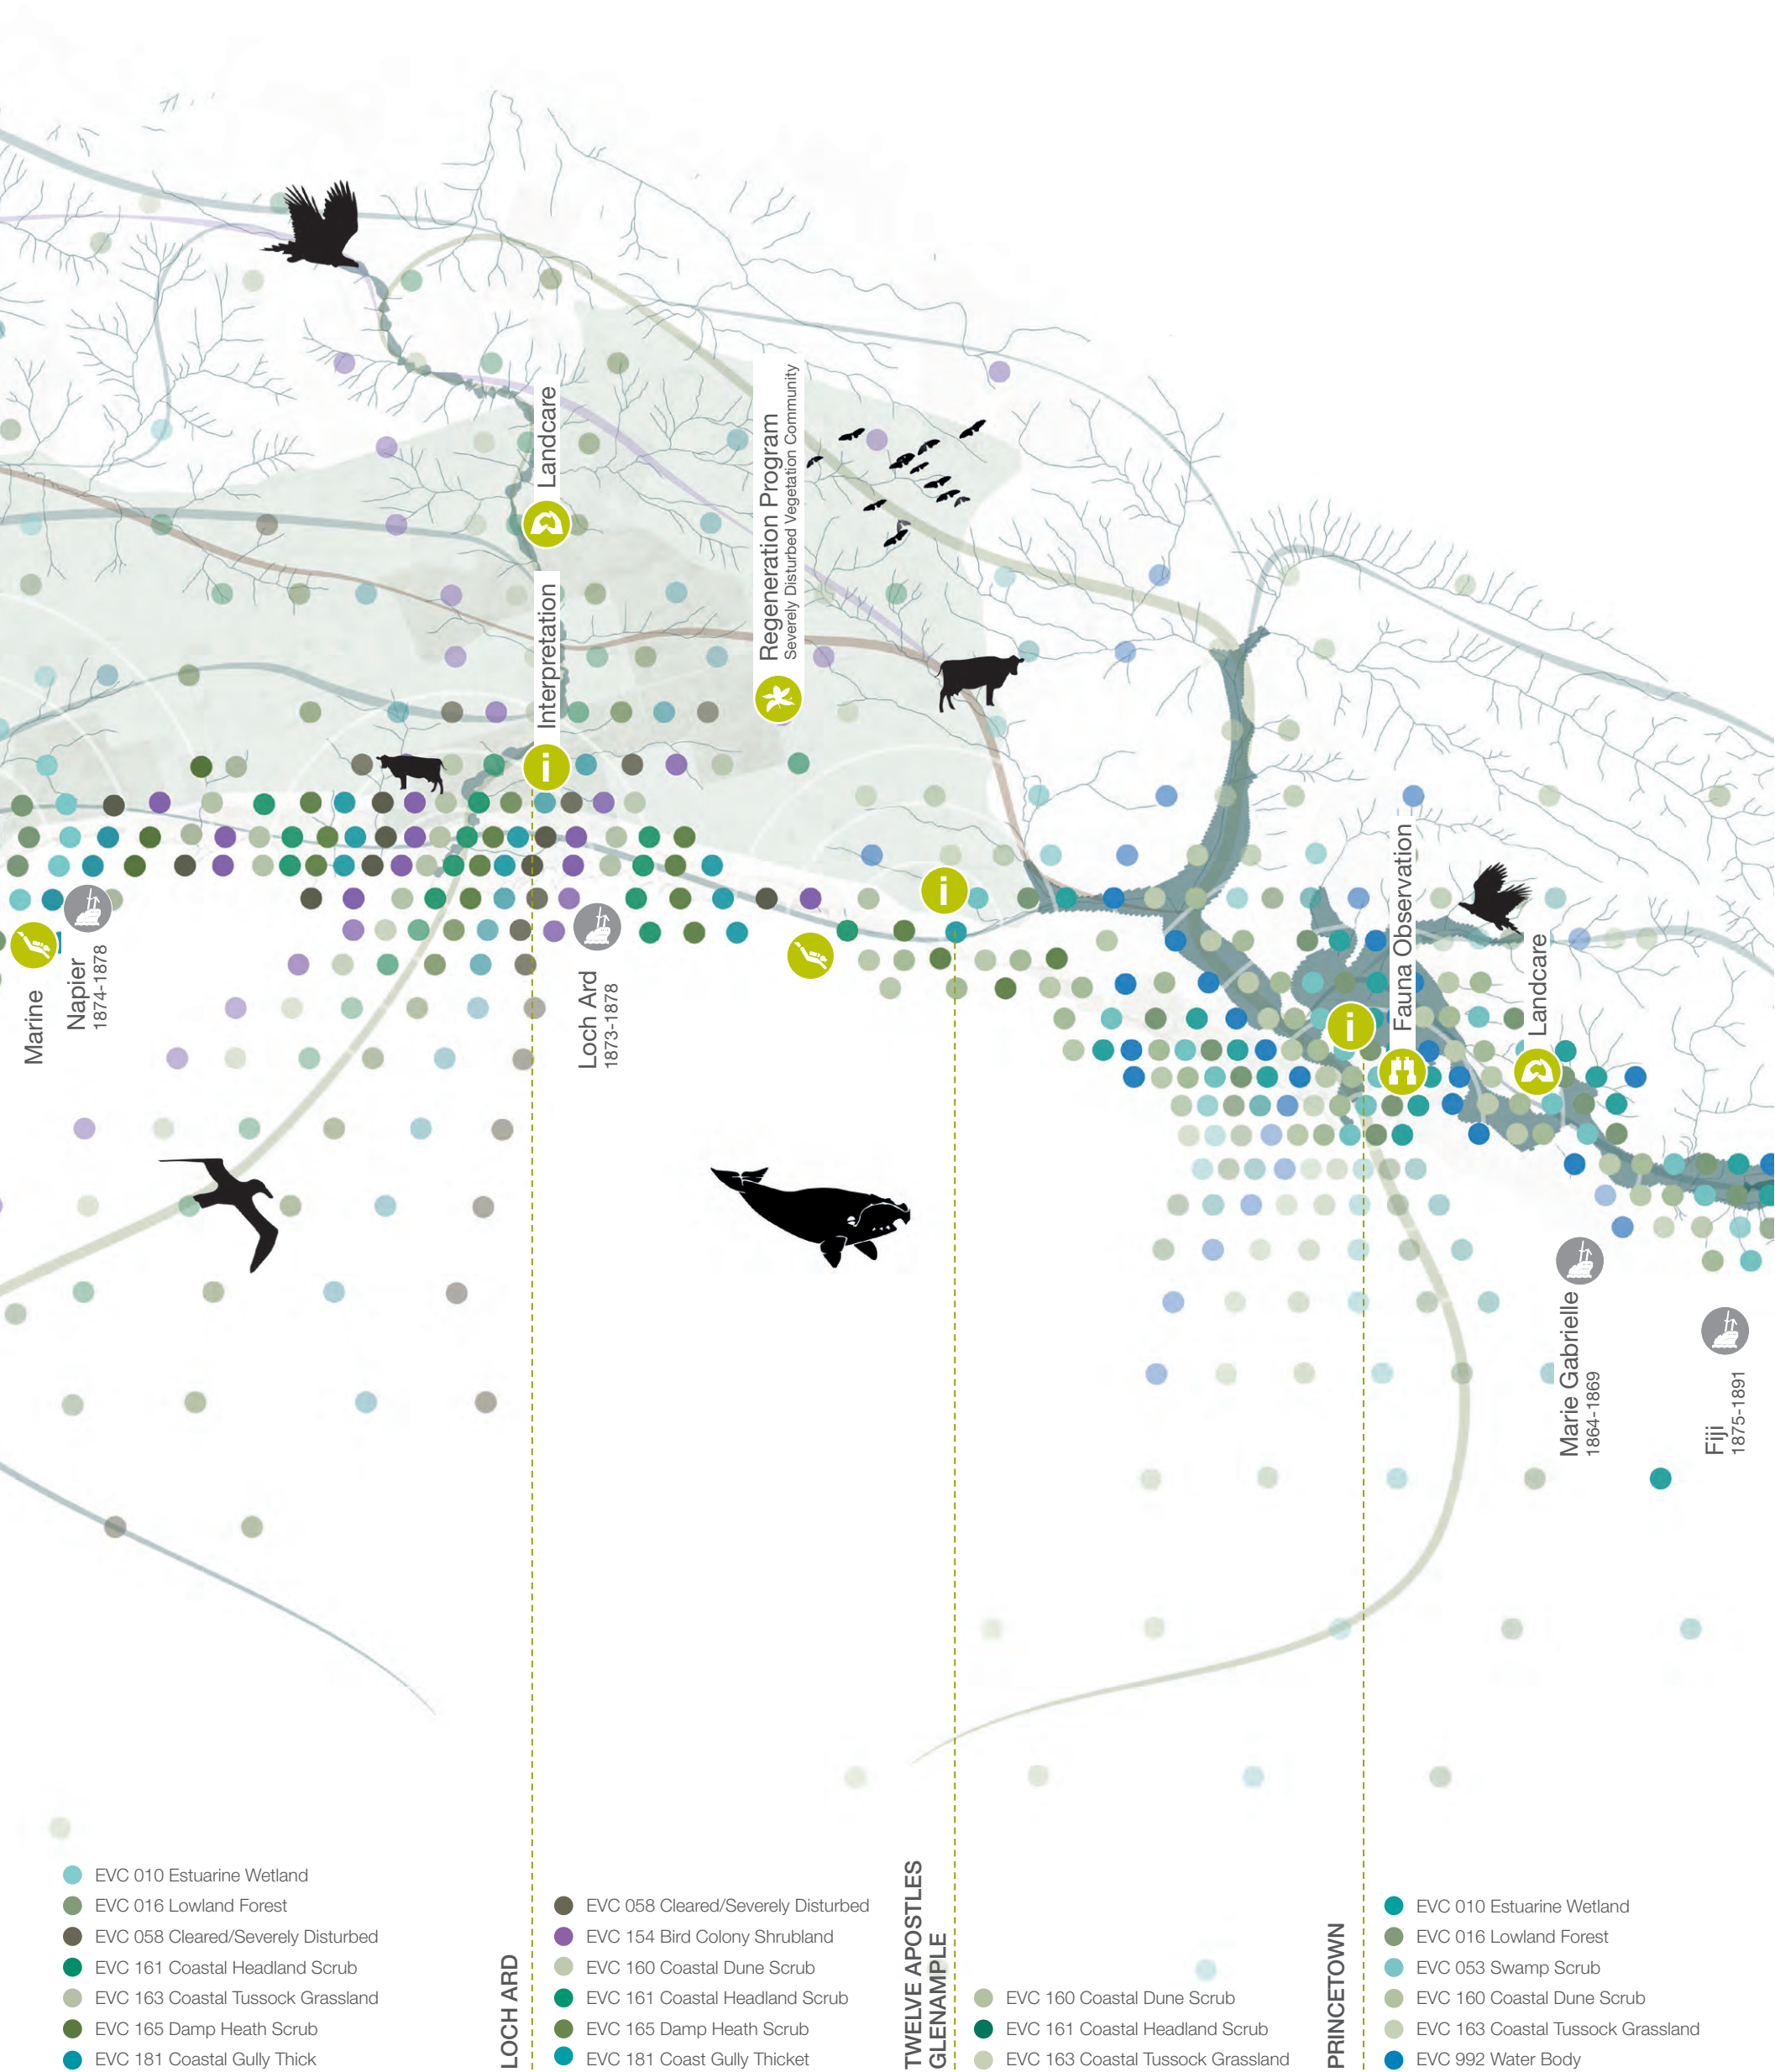 Landcare
Regeneration Program
Severely Disturbed Vegetation Community
Interpretation
i
i
i
Marine
Napier
1874-1878
Loch Ard
1873-1878
Fauna Observation
Landcare
Marie Gabrielle
1864-1869
Fiji
1875-1891
EVC 010 Estuarine Wetland
EVC 016 Lowland Forest
EVC 058 Cleared/Severely Disturbed
EVC 161 Coastal Headland Scrub
EVC 163 Coastal Tussock Grassland
EVC 165 Damp Heath Scrub
EVC 181 Coastal Gully Thick
LOCH ARD
EVC 058 Cleared/Severely Disturbed
EVC 154 Bird Colony Shrubland
EVC 160 Coastal Dune Scrub
EVC 161 Coastal Headland Scrub
EVC 165 Damp Heath Scrub
EVC 181 Coast Gully Thicket
TWELVE APOSTLES
GLENAMPLE
EVC 160 Coastal Dune Scrub
EVC 161 Coastal Headland Scrub
EVC 163 Coastal Tussock Grassland
PRINCETOWN
EVC 010 Estuarine Wetland
EVC 016 Lowland Forest
EVC 053 Swamp Scrub
EVC 160 Coastal Dune Scrub
EVC 163 Coastal Tussock Grassland
EVC 992 Water Body